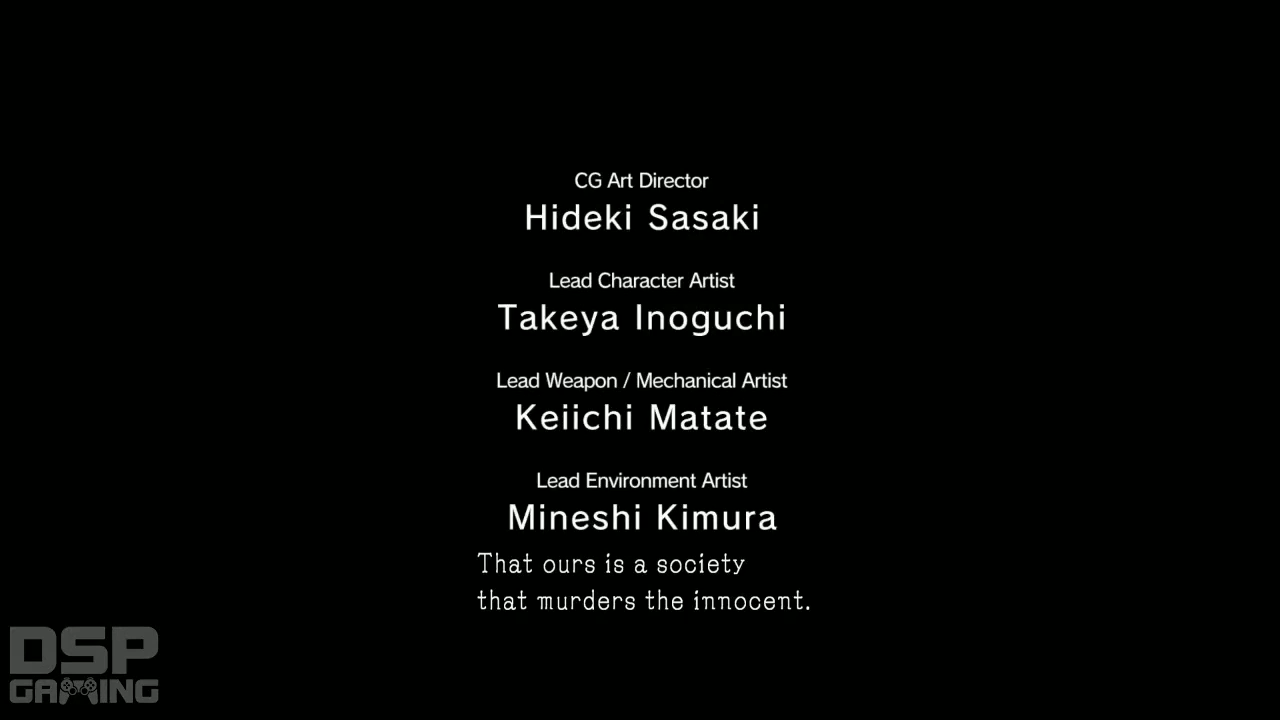 CG Art Director
Hideki Sasaki
Lead Character Artist
Takeya Inoguchi
Lead Weapon / Mechanical Artist
Keiichi Matate
Lead Environment Artist
Mineshi Kimura
That ours is a society
that murders the innocent.
DSP
GAMING